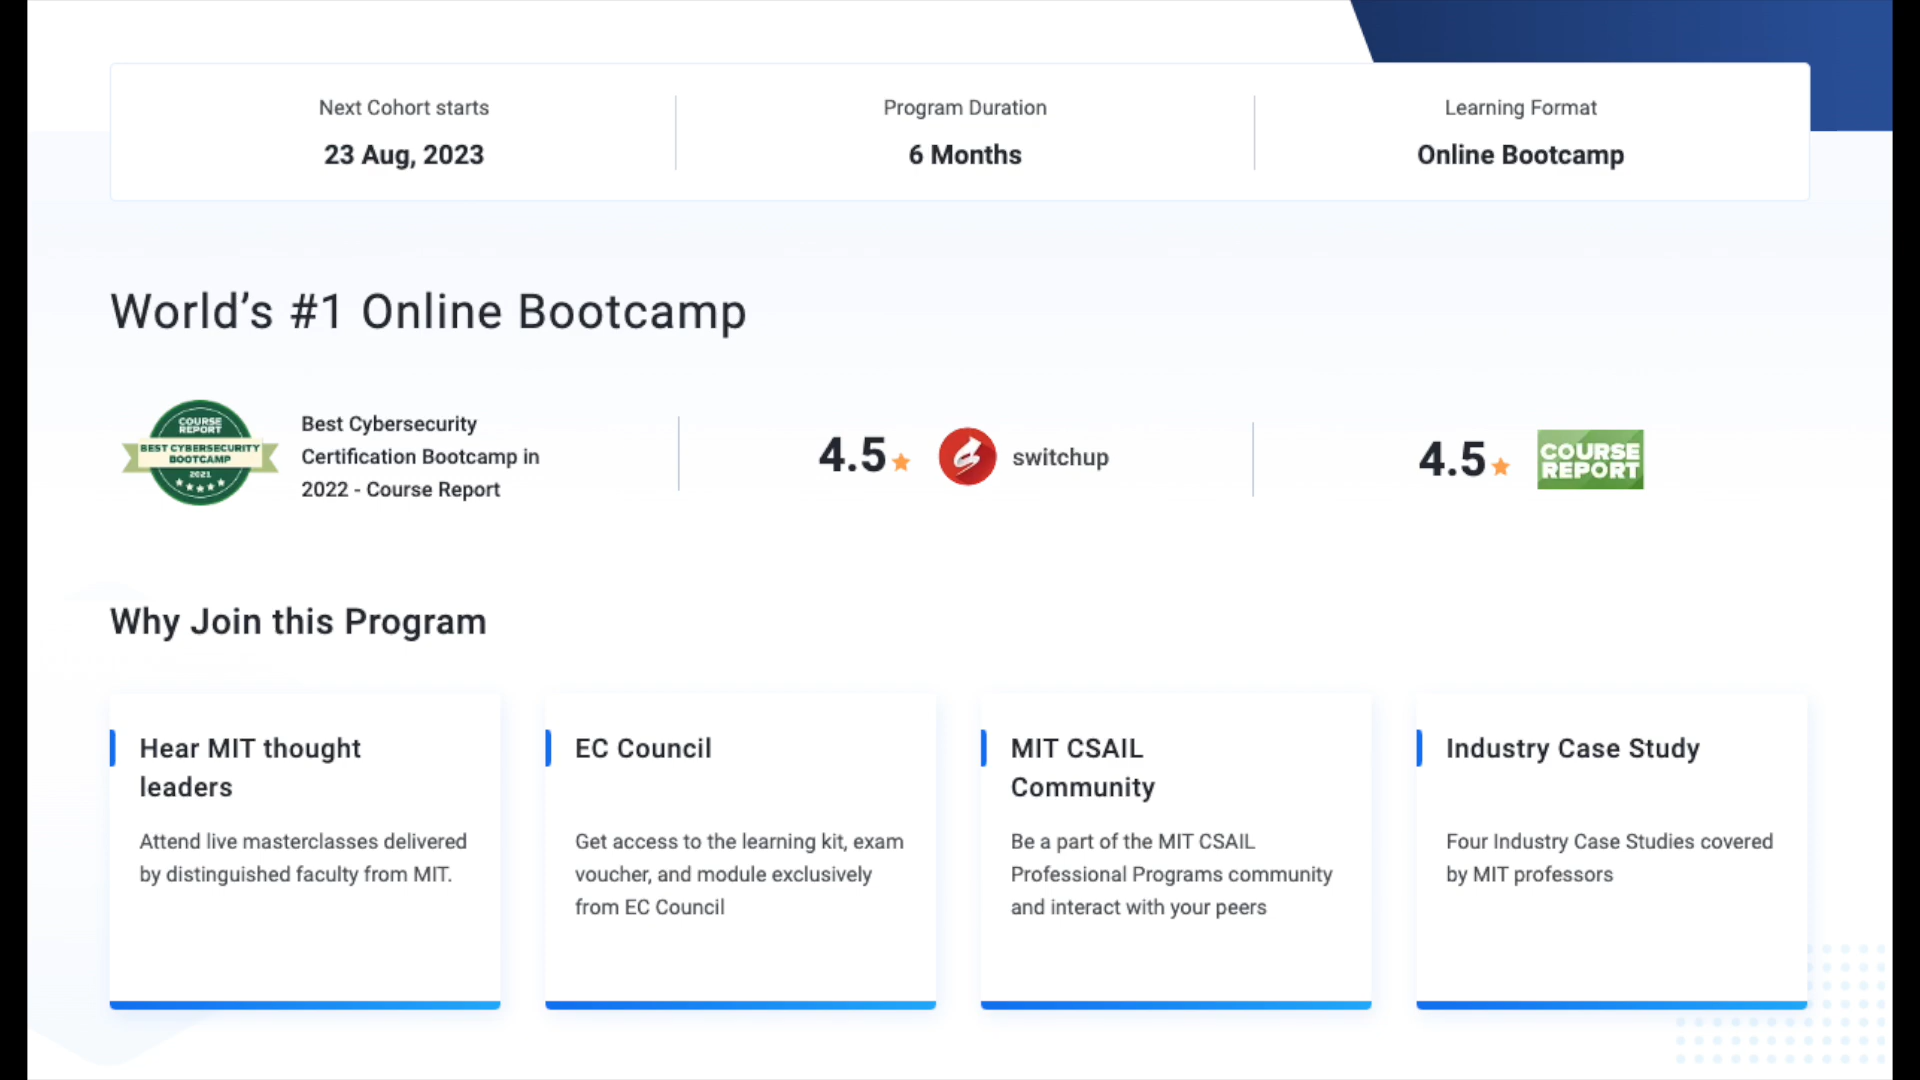 Next Cohort starts
23 Aug, 2023
Program Duration
6 Months
Learning Format
Online Bootcamp
World’s #1 Online Bootcamp
COURSE
REPORT
BEST CYBERSECURITY
BOOTCAMP
2021
Best Cybersecurity
Certification Bootcamp in
2022 - Course Report
4.5
switchup
4.5
COURSE
REPORT
Why Join this Program
Hear MIT thought
leaders
Attend live masterclasses delivered
by distinguished faculty from MIT.
EC Council
Get access to the learning kit, exam
voucher, and module exclusively
from EC Council
MIT CSAIL
Community
Be a part of the MIT CSAIL
Professional Programs community
and interact with your peers
Industry Case Study
Four Industry Case Studies covered
by MIT professors